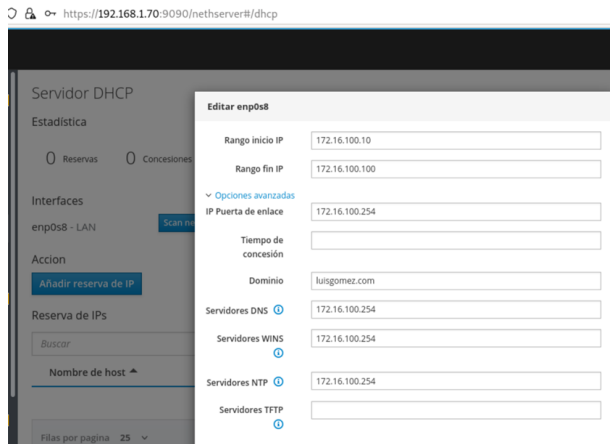 https://192.168.1.70:9090/nethserver#/dhcp
Servidor DHCP
Estadística
0 Reservas 0 Concesiones
Interfaces
enp0s8 - LAN
Scan ne
Accion
Añadir reserva de IP
Reserva de IPs
Buscar
Nombre de host
Filas por pagina 25
Editar enp0s8
Rango inicio IP 172.16.100.10
Rango fin IP 172.16.100.100
Opciones avanzadas
IP Puerta de enlace 172.16.100.254
Tiempo de
concesión
Dominio luisgomez.com
Servidores DNS 172.16.100.254
Servidores WINS 172.16.100.254
Servidores NTP 172.16.100.254
Servidores TFTP